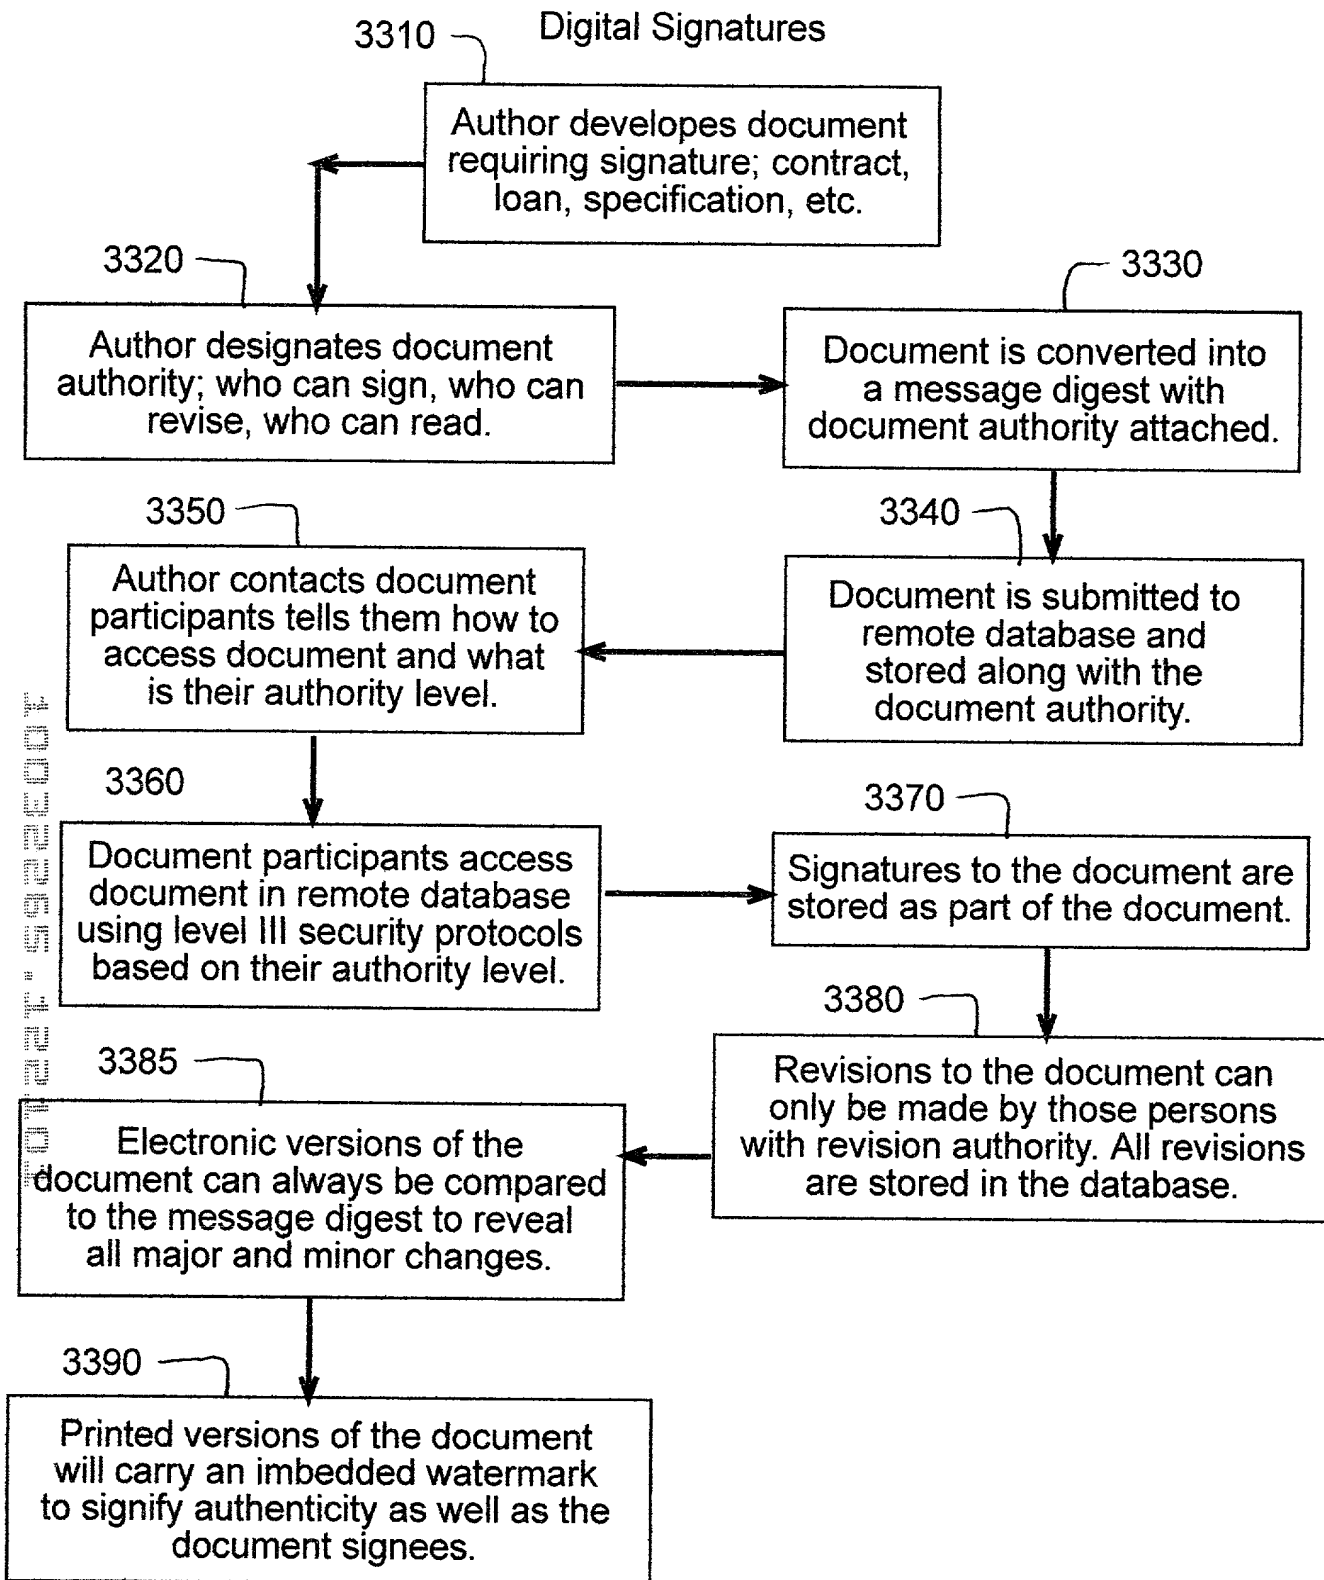 Digital Signatures
3310
Author developes document
requiring signature; contract,
loan, specification, etc.
3320
Author designates document
authority; who can sign, who can
revise, who can read.
3330
Document is converted into
a message digest with
document authority attached.
3340
Document is submitted to
remote database and
stored along with the
document authority.
3350
Author contacts document
participants tells them how to
access document and what
is their authority level.
3360
Document participants access
document in remote database
using level III security protocols
based on their authority level.
3370
Signatures to the document are
stored as part of the document.
3380
Revisions to the document can
only be made by those persons
with revision authority. All revisions
are stored in the database.
3385
Electronic versions of the
document can always be compared
to the message digest to reveal
all major and minor changes.
3390
Printed versions of the document
will carry an imbedded watermark
to signify authenticity as well as the
document signees.